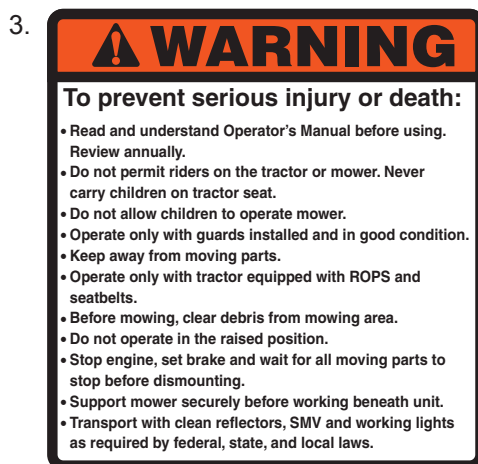 3.
WARNING
To prevent serious injury or death:
• Read and understand Operator's Manual before using.
Review annually.
• Do not permit riders on the tractor or mower. Never
carry children on tractor seat.
• Do not allow children to operate mower.
• Operate only with guards installed and in good condition.
• Keep away from moving parts.
• Operate only with tractor equipped with ROPS and
seatbelts.
• Before mowing, clear debris from mowing area.
• Do not operate in the raised position.
• Stop engine, set brake and wait for all moving parts to
stop before dismounting.
• Support mower securely before working beneath unit.
• Transport with clean reflectors, SMV and working lights
as required by federal, state, and local laws.